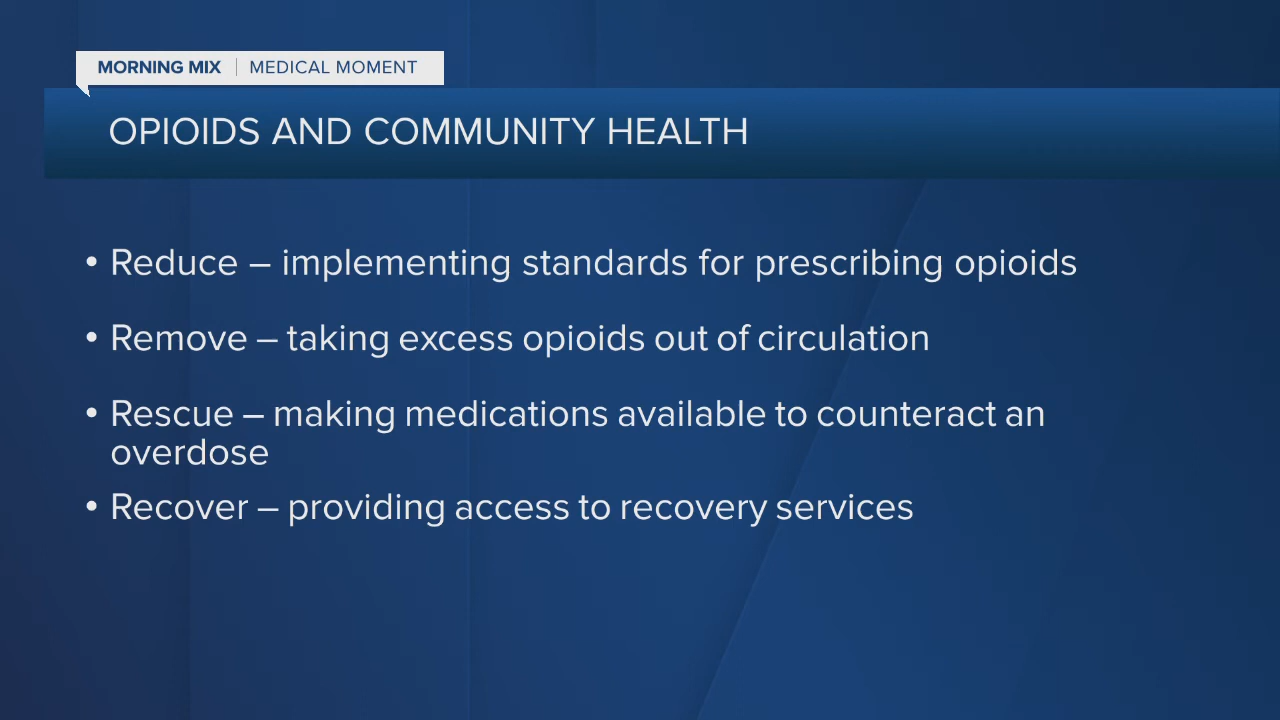 MORNING MIX | MEDICAL MOMENT
OPIOIDS AND COMMUNITY HEALTH
• Reduce – implementing standards for prescribing opioids
• Remove – taking excess opioids out of circulation
• Rescue – making medications available to counteract an
overdose
• Recover – providing access to recovery services